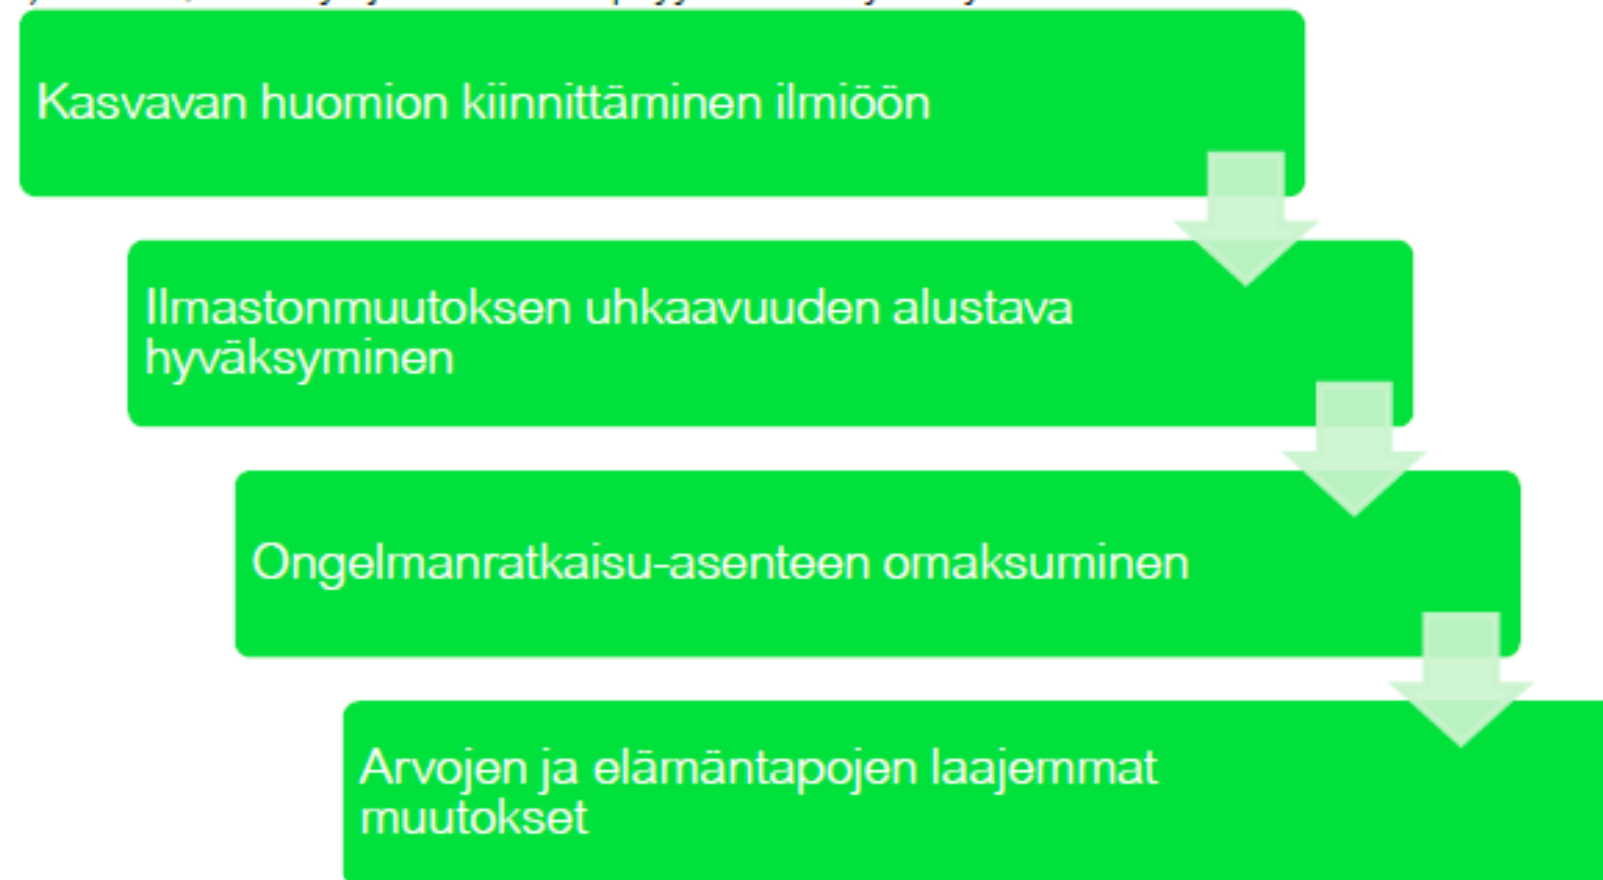 Kasvavan huomion kiinnittäminen ilmiöön
Ilmastonmuutoksen uhkaavuuden alustava
hyväksyminen
Ongelmanratkaisu-asenteen omaksuminen
Arvojen ja elämäntapojen laajemmat
muutokset